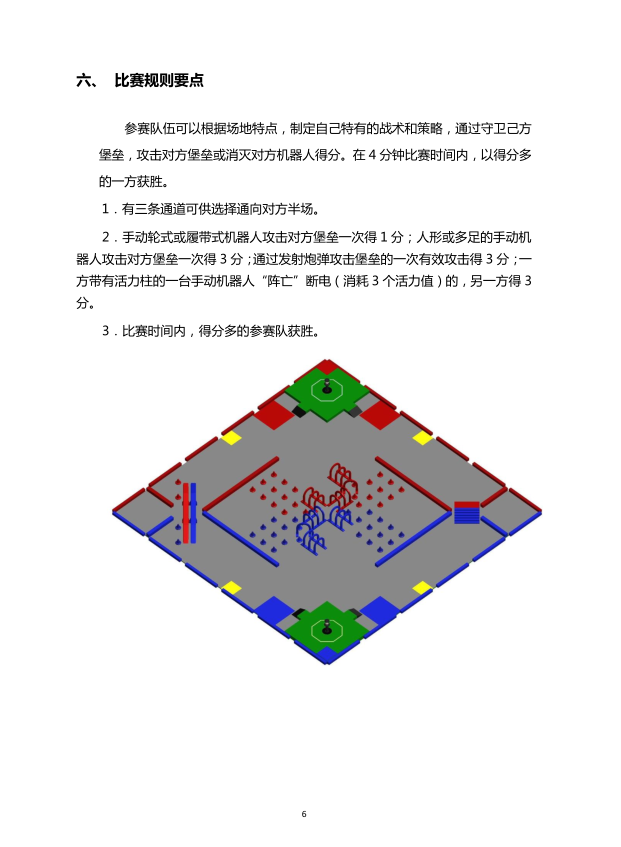 六、 比赛规则要点
参赛队伍可以根据场地特点，制定自己特有的战术和策略，通过守卫己方
堡垒，攻击对方堡垒或消灭对方机器人得分。在 4 分钟比赛时间内，以得分多
的一方获胜。
1．有三条通道可供选择通向对方半场。
2．手动轮式或履带式机器人攻击对方堡垒一次得 1 分；人形或多足的手动机
器人攻击对方堡垒一次得 3 分；通过发射炮弹攻击堡垒的一次有效攻击得 3 分；一
方带有活力柱的一台手动机器人“阵亡”断电（消耗 3 个活力值）的，另一方得 3
分。
3．比赛时间内，得分多的参赛队获胜。
6